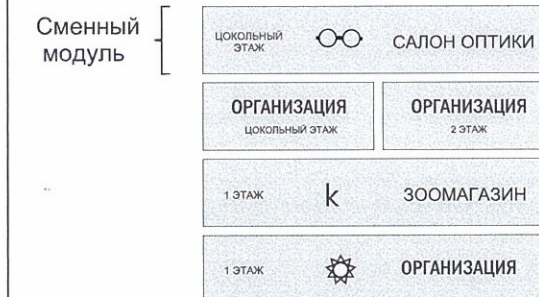 Сменный
модуль
ЦОКОЛЬНЫЙ
ЭТАЖ
САЛОН ОПТИКИ
ОРГАНИЗАЦИЯ
ЦОКОЛЬНЫЙ ЭТАЖ
ОРГАНИЗАЦИЯ
2 ЭТАЖ
1 ЭТАЖ
k
ЗООМАГАЗИН
1 ЭТАЖ
ОРГАНИЗАЦИЯ